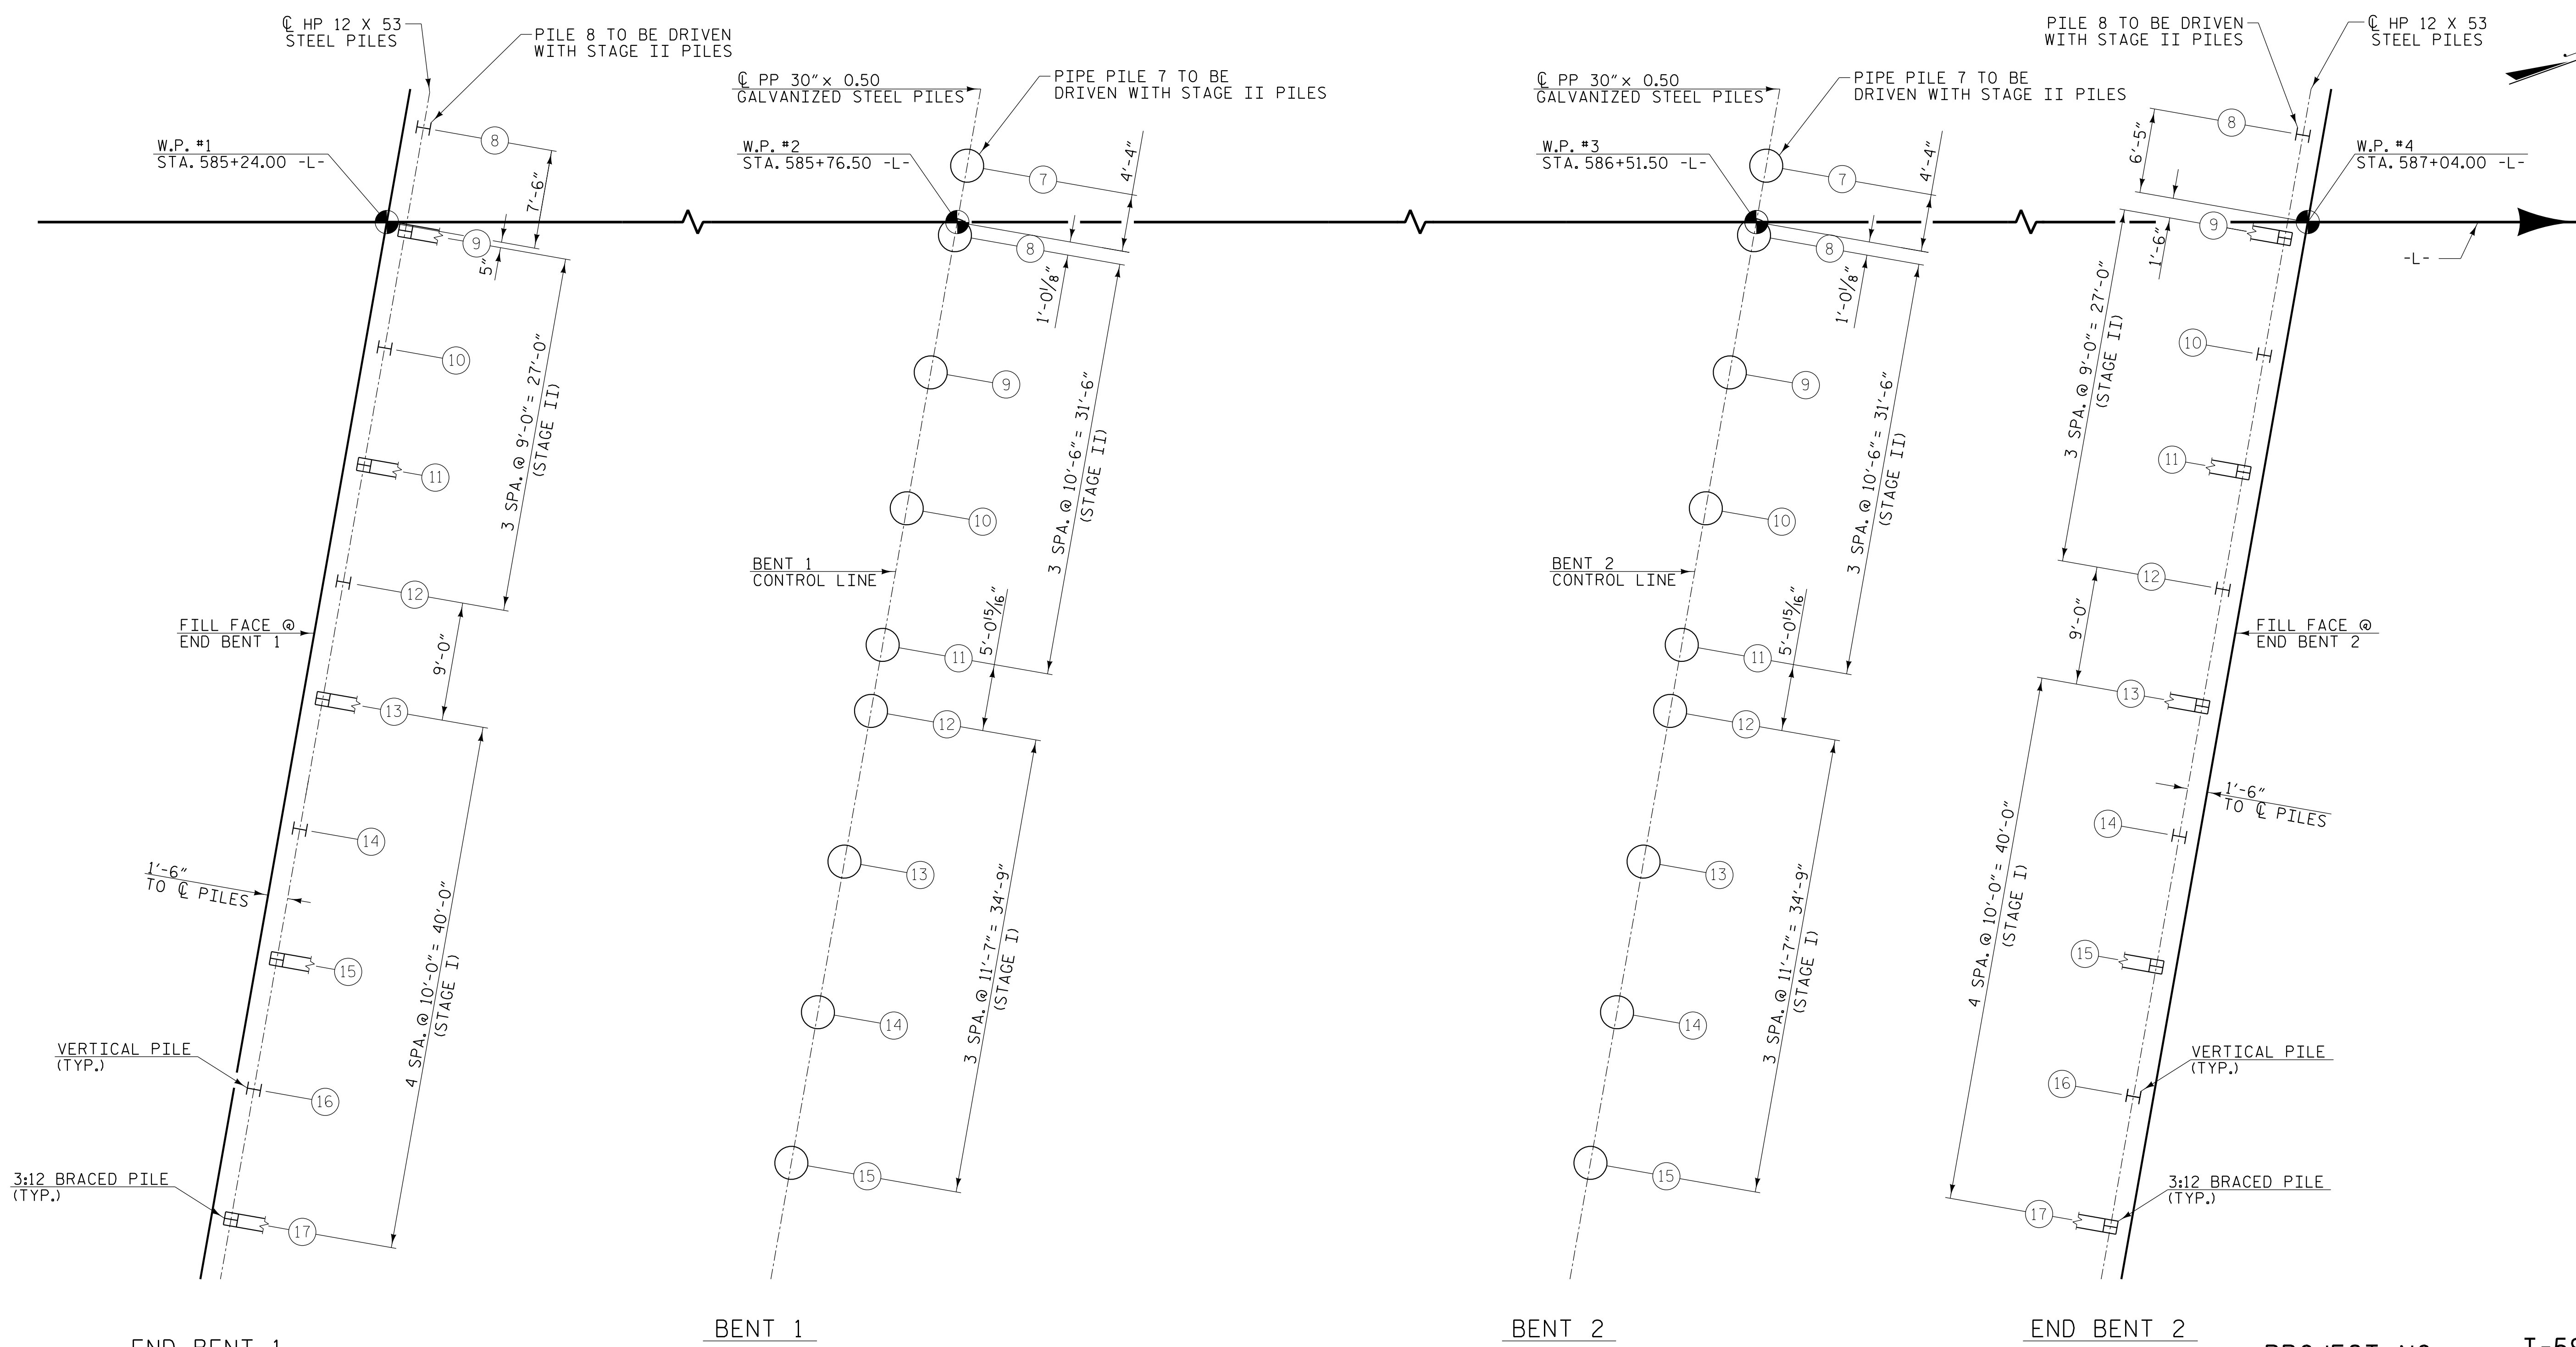 ℄ HP 12 X 53
STEEL PILES
PILE 8 TO BE DRIVEN
WITH STAGE II PILES
W.P. #1
STA. 585+24.00 -L-
8
7'-6"
9
5"
10
11
3 SPA. @ 9'-0" = 27'-0"
(STAGE II)
12
FILL FACE @
END BENT 1
9'-0"
13
14
1'-6"
TO ℄ PILES
15
4 SPA. @ 10'-0" = 40'-0"
(STAGE I)
VERTICAL PILE
(TYP.)
16
3:12 BRACED PILE
(TYP.)
17
END BENT 1
℄ PP 30" x 0.50
GALVANIZED STEEL PILES
PIPE PILE 7 TO BE
DRIVEN WITH STAGE II PILES
W.P. #2
STA. 585+76.50 -L-
7
4'-4"
8
1'-0 1/8"
9
10
3 SPA. @ 10'-6" = 31'-6"
(STAGE II)
BENT 1
CONTROL LINE
11
5'-0 15/16"
12
13
14
3 SPA. @ 11'-7" = 34'-9"
(STAGE I)
15
BENT 1
℄ PP 30" x 0.50
GALVANIZED STEEL PILES
PIPE PILE 7 TO BE
DRIVEN WITH STAGE II PILES
W.P. #3
STA. 586+51.50 -L-
7
4'-4"
8
1'-0 1/8"
9
10
3 SPA. @ 10'-6" = 31'-6"
(STAGE II)
BENT 2
CONTROL LINE
11
5'-0 15/16"
12
13
14
3 SPA. @ 11'-7" = 34'-9"
(STAGE I)
15
BENT 2
PILE 8 TO BE DRIVEN
WITH STAGE II PILES
℄ HP 12 X 53
STEEL PILES
8
6'-5"
W.P. #4
STA. 587+04.00 -L-
9
1'-6"
-L-
10
3 SPA. @ 9'-0" = 27'-0"
(STAGE II)
11
12
9'-0"
FILL FACE @
END BENT 2
13
1'-6"
TO ℄ PILES
14
4 SPA. @ 10'-0" = 40'-0"
(STAGE I)
15
VERTICAL PILE
(TYP.)
16
3:12 BRACED PILE
(TYP.)
17
END BENT 2
PROJECT NO.